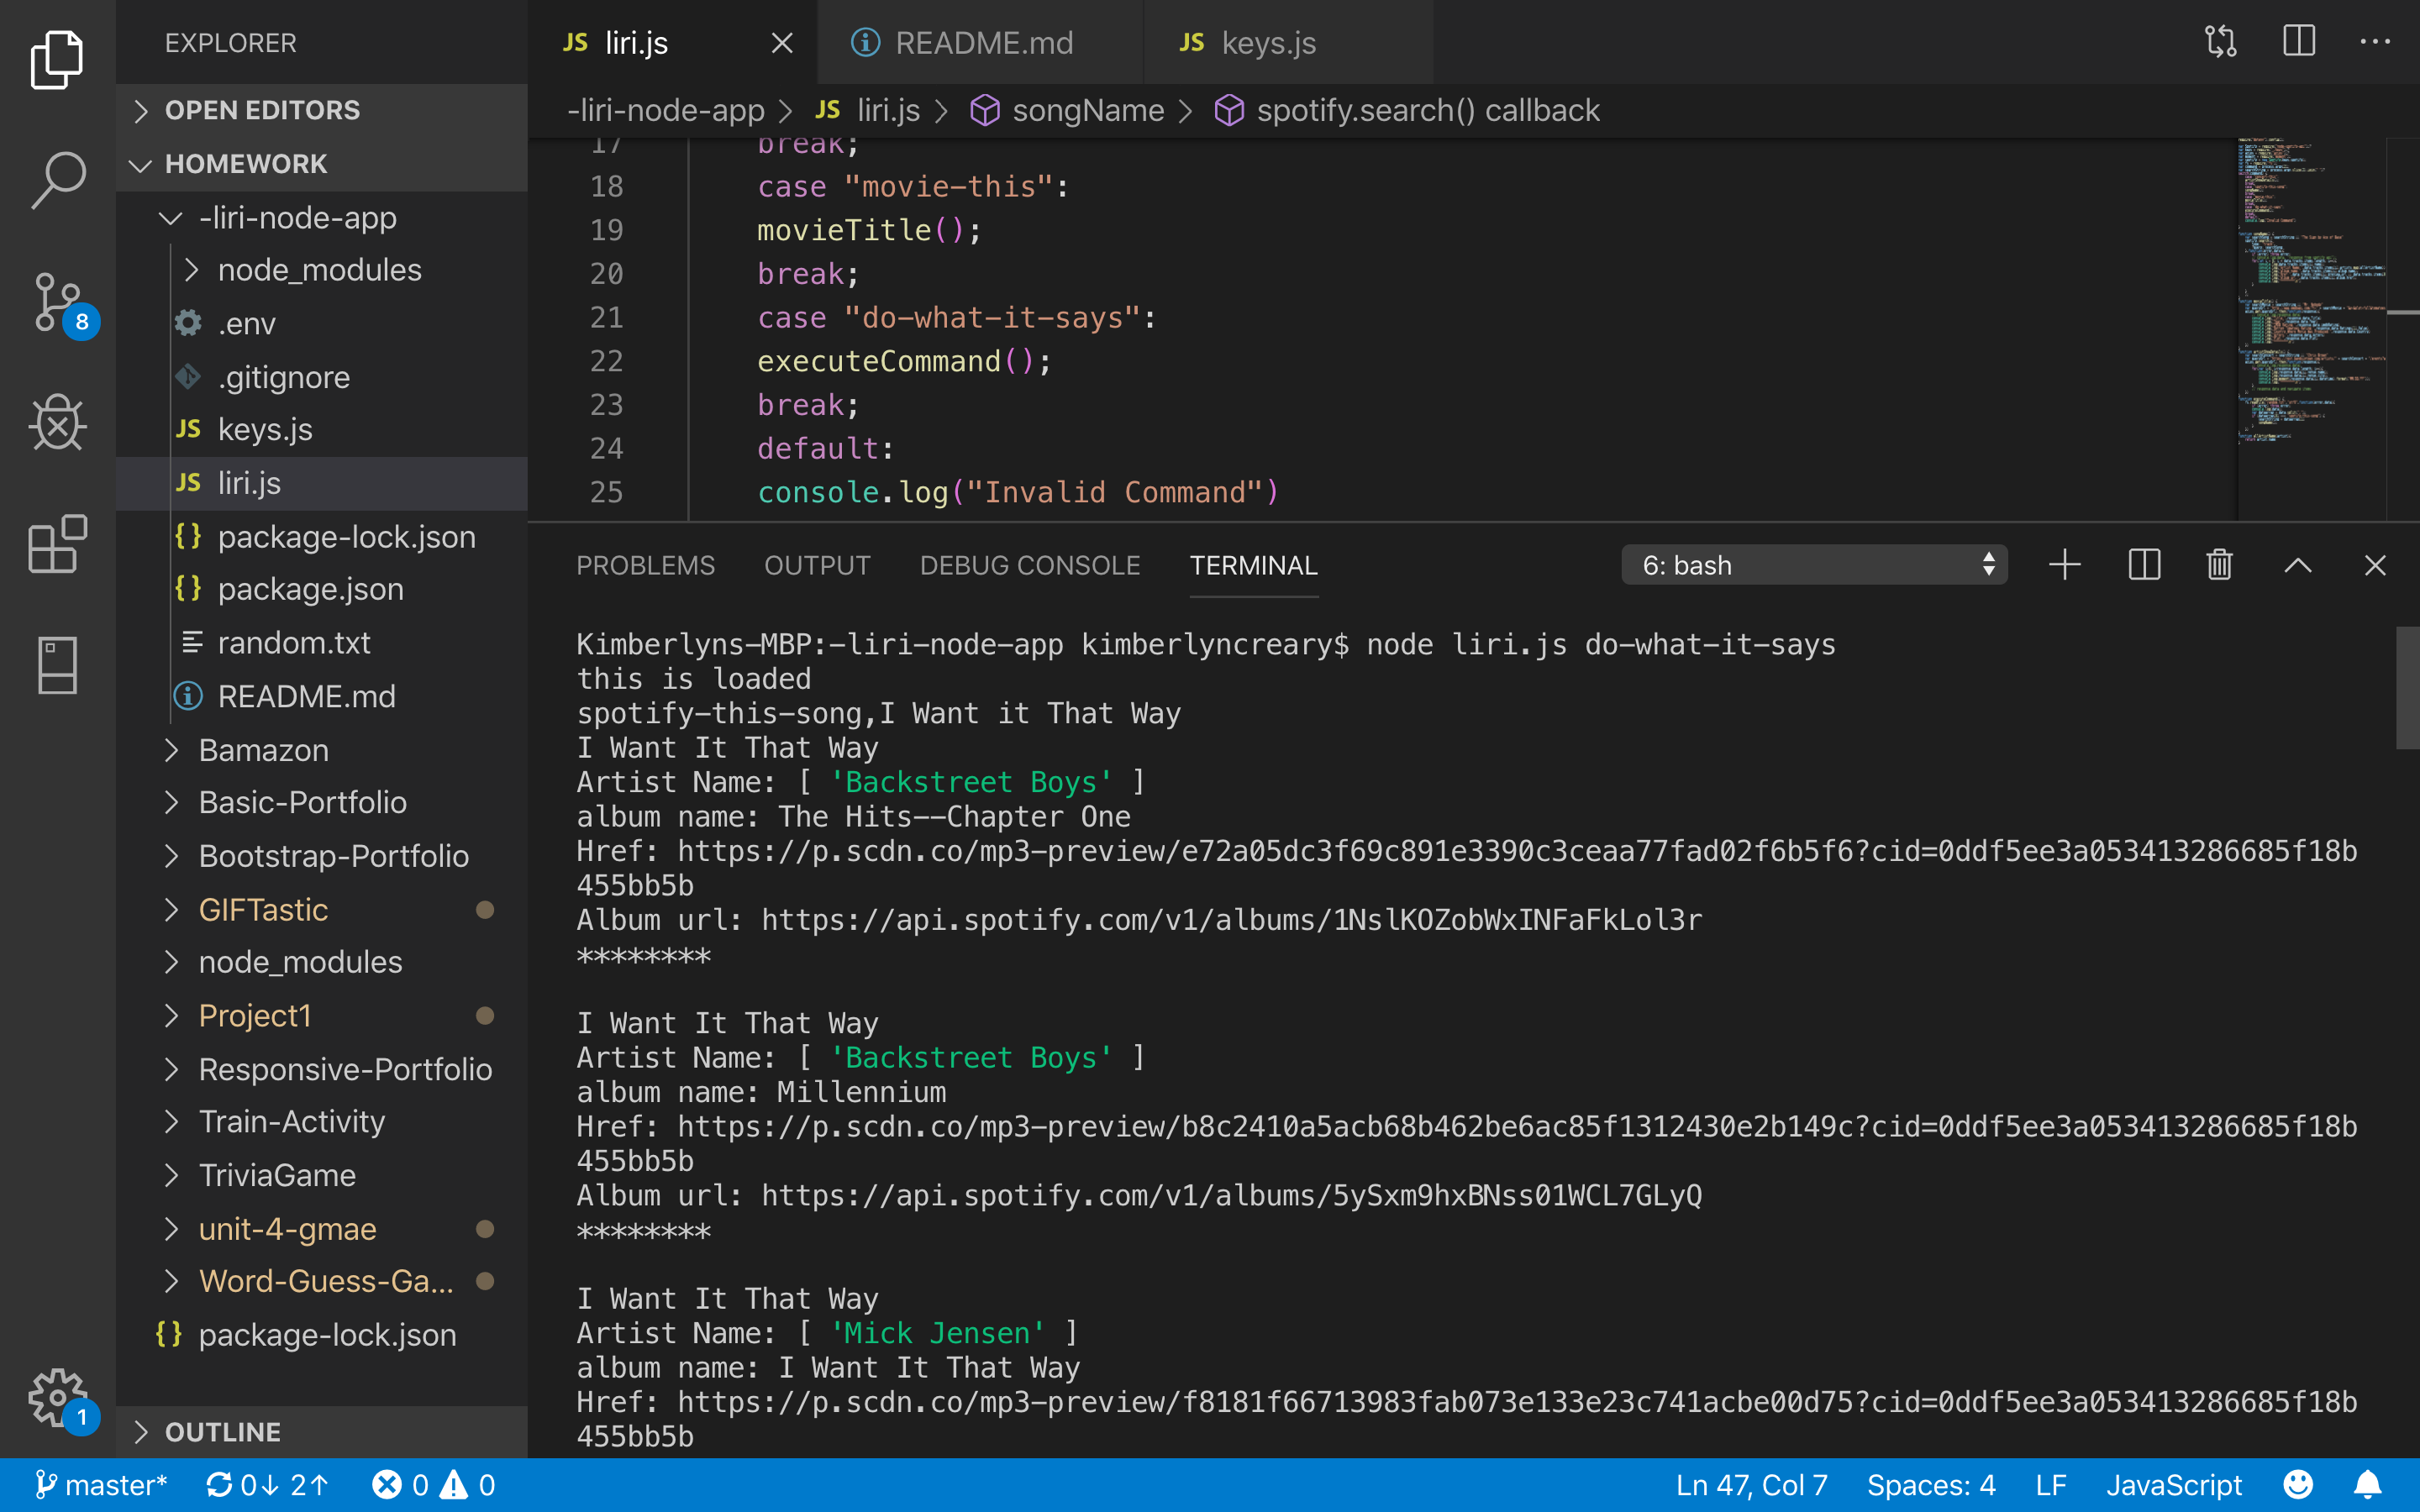 EXPLORER
OPEN EDITORS
HOMEWORK
-liri-node-app
node_modules
.env
.gitignore
JS keys.js
JS liri.js
{} package-lock.json
{} package.json
random.txt
README.md
Bamazon
Basic-Portfolio
Bootstrap-Portfolio
GIFTastic
node_modules
Project1
Responsive-Portfolio
Train-Activity
TriviaGame
unit-4-gmae
Word-Guess-Ga...
{} package-lock.json
OUTLINE
8
1
JS liri.js
README.md
JS keys.js
-liri-node-app > JS liri.js > songName > spotify.search() callback
17 break;
18 case "movie-this":
19 movieTitle();
20 break;
21 case "do-what-it-says":
22 executeCommand();
23 break;
24 default:
25 console.log("Invalid Command")
PROBLEMS OUTPUT DEBUG CONSOLE TERMINAL 6: bash
Kimberlyns-MBP:-liri-node-app kimberlyncreary$ node liri.js do-what-it-says
this is loaded
spotify-this-song,I Want it That Way
I Want It That Way
Artist Name: [ 'Backstreet Boys' ]
album name: The Hits--Chapter One
Href: https://p.scdn.co/mp3-preview/e72a05dc3f69c891e3390c3ceaa77fad02f6b5f6?cid=0ddf5ee3a053413286685f18b
455bb5b
Album url: https://api.spotify.com/v1/albums/1NslKOZobWxINFaFkLol3r
********
I Want It That Way
Artist Name: [ 'Backstreet Boys' ]
album name: Millennium
Href: https://p.scdn.co/mp3-preview/b8c2410a5acb68b462be6ac85f1312430e2b149c?cid=0ddf5ee3a053413286685f18b
455bb5b
Album url: https://api.spotify.com/v1/albums/5ySxm9hxBNss01WCL7GLyQ
********
I Want It That Way
Artist Name: [ 'Mick Jensen' ]
album name: I Want It That Way
Href: https://p.scdn.co/mp3-preview/f8181f66713983fab073e133e23c741acbe00d75?cid=0ddf5ee3a053413286685f18b
455bb5b
master* 0↓ 2↑ 0 0 Ln 47, Col 7 Spaces: 4 LF JavaScript